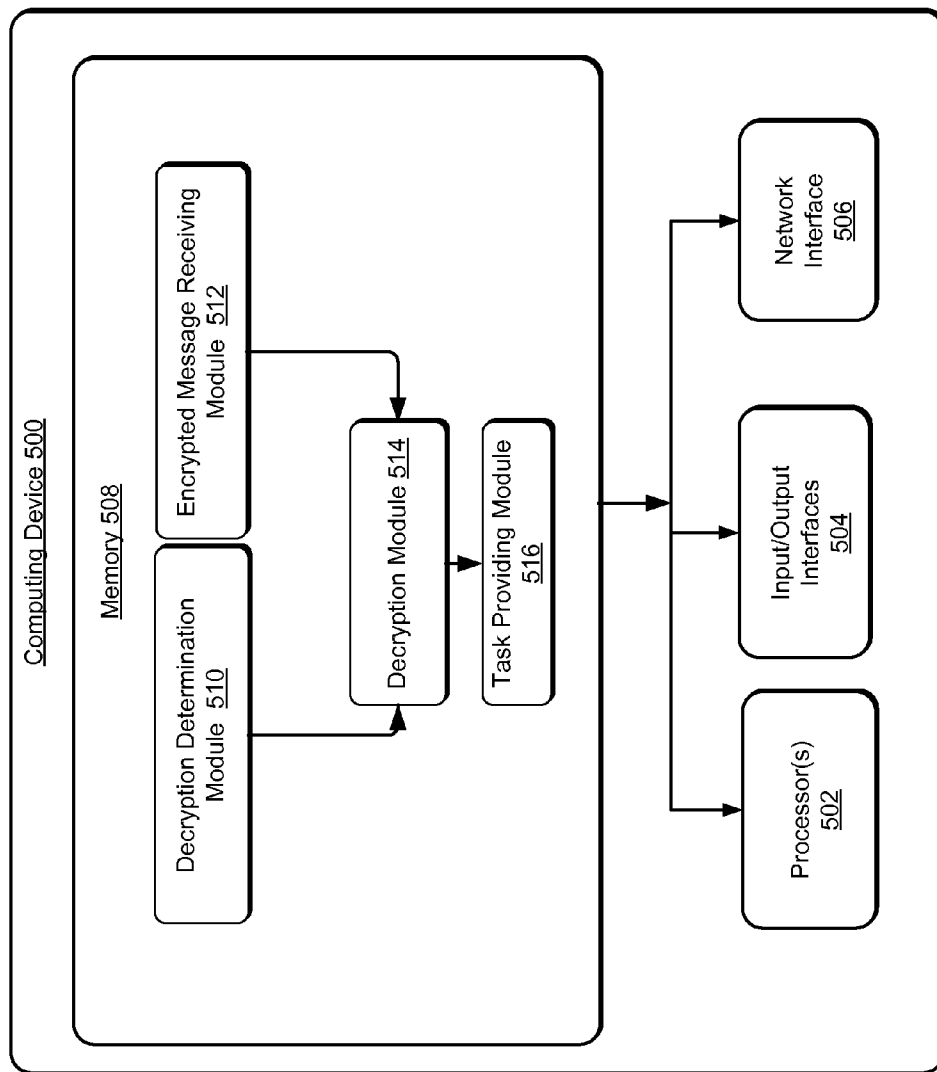 Computing Device 500
Memory 508
Decryption Determination
Module 510
Encrypted Message Receiving
Module 512
Decryption Module 514
Task Providing Module
516
Processor(s)
502
Input/Output
Interfaces
504
Network
Interface
506